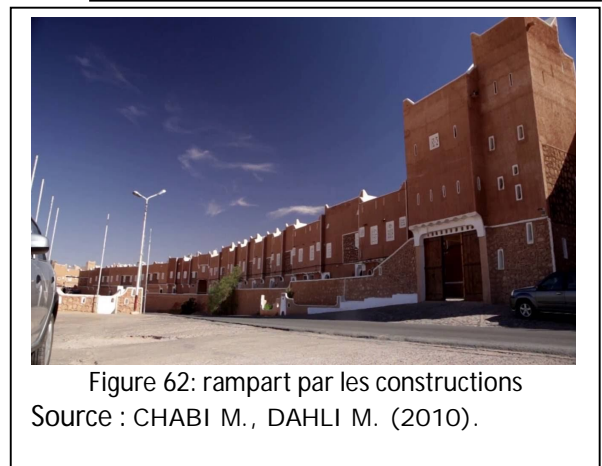 Figure 62: rampart par les constructions
Source : CHABI M., DAHLI M. (2010).